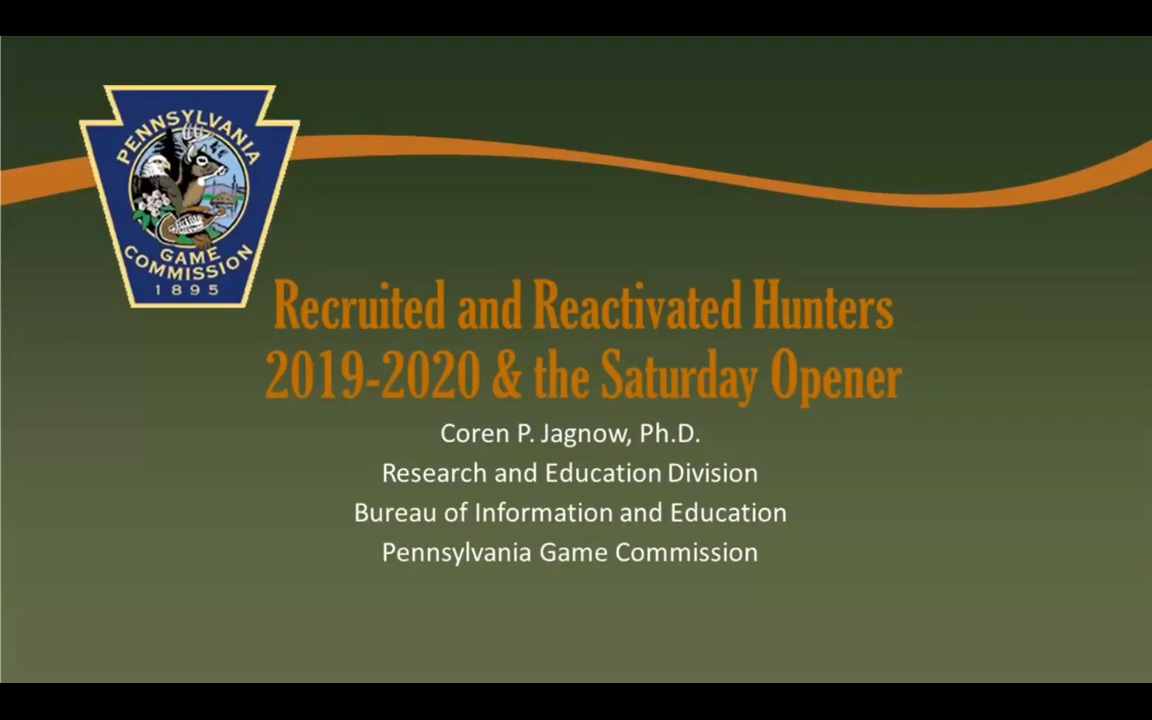 PENNSYLVANIA
GAME
COMMISSION
1895
Recruited and Reactivated Hunters
2019-2020 & the Saturday Opener
Coren P. Jagnow, Ph.D.
Research and Education Division
Bureau of Information and Education
Pennsylvania Game Commission